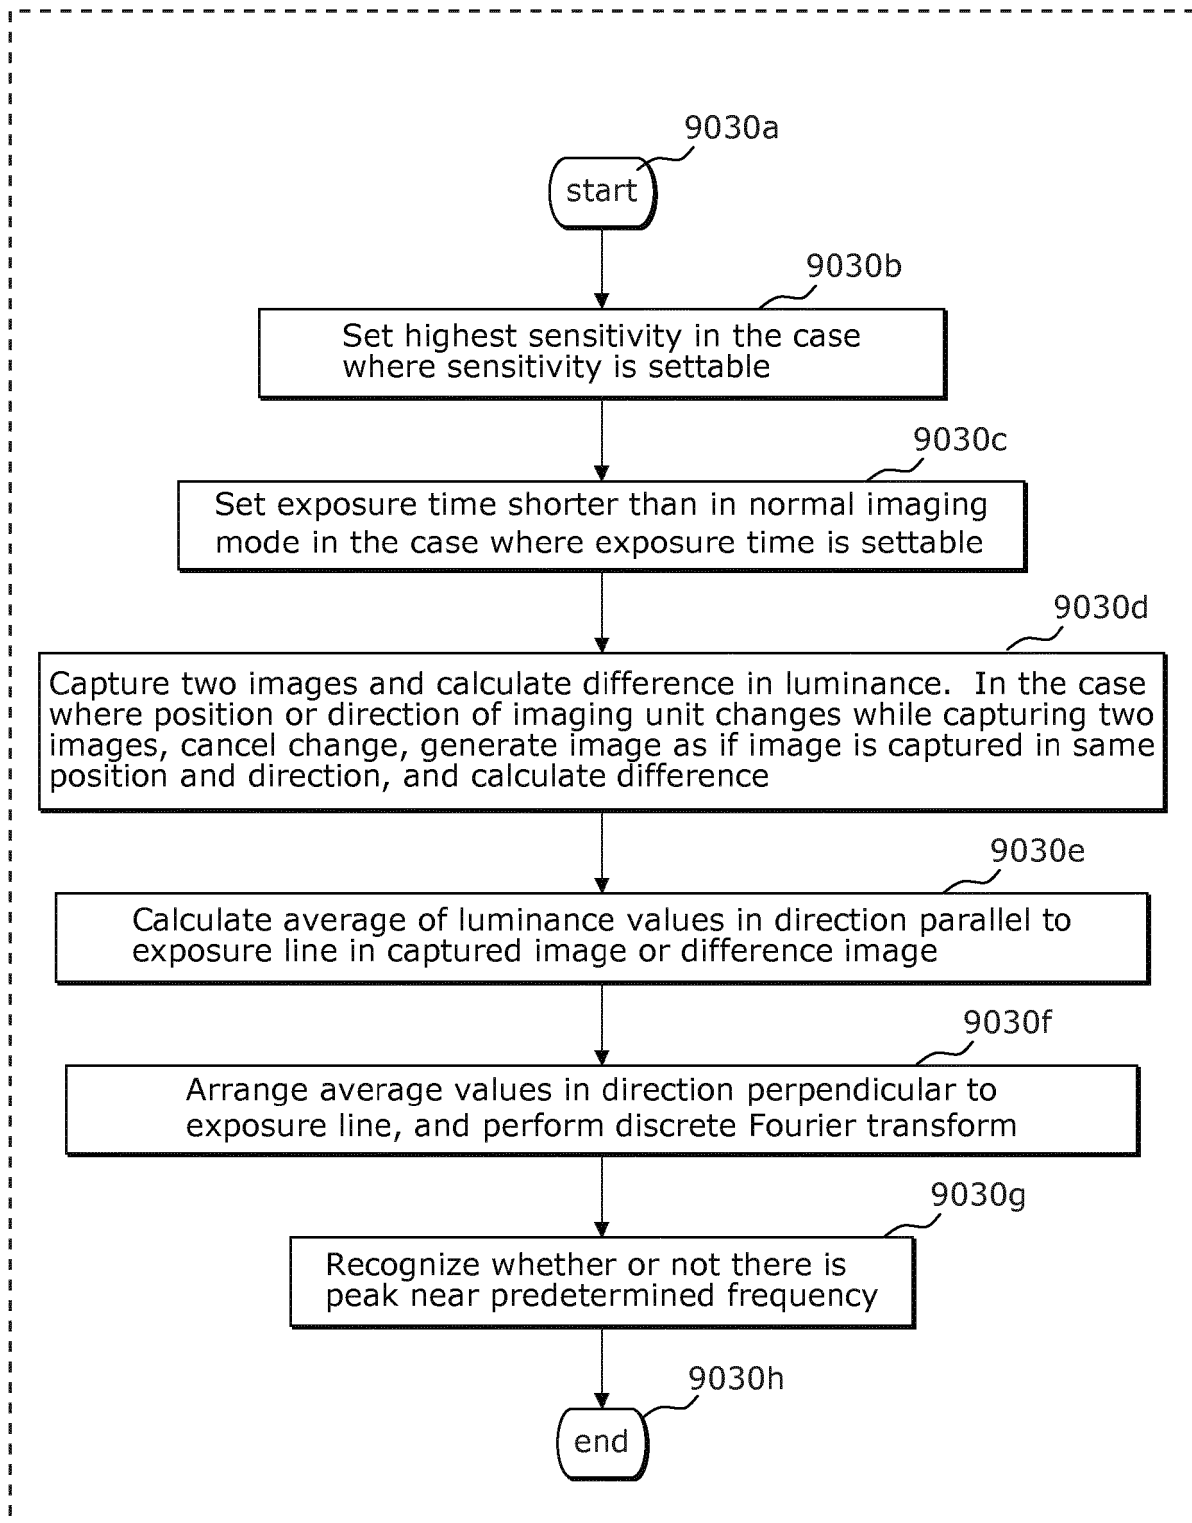 9030a
start
9030b
Set highest sensitivity in the case
where sensitivity is settable
9030c
Set exposure time shorter than in normal imaging
mode in the case where exposure time is settable
9030d
Capture two images and calculate difference in luminance. In the case
where position or direction of imaging unit changes while capturing two
images, cancel change, generate image as if image is captured in same
position and direction, and calculate difference
9030e
Calculate average of luminance values in direction parallel to
exposure line in captured image or difference image
9030f
Arrange average values in direction perpendicular to
exposure line, and perform discrete Fourier transform
9030g
Recognize whether or not there is
peak near predetermined frequency
9030h
end